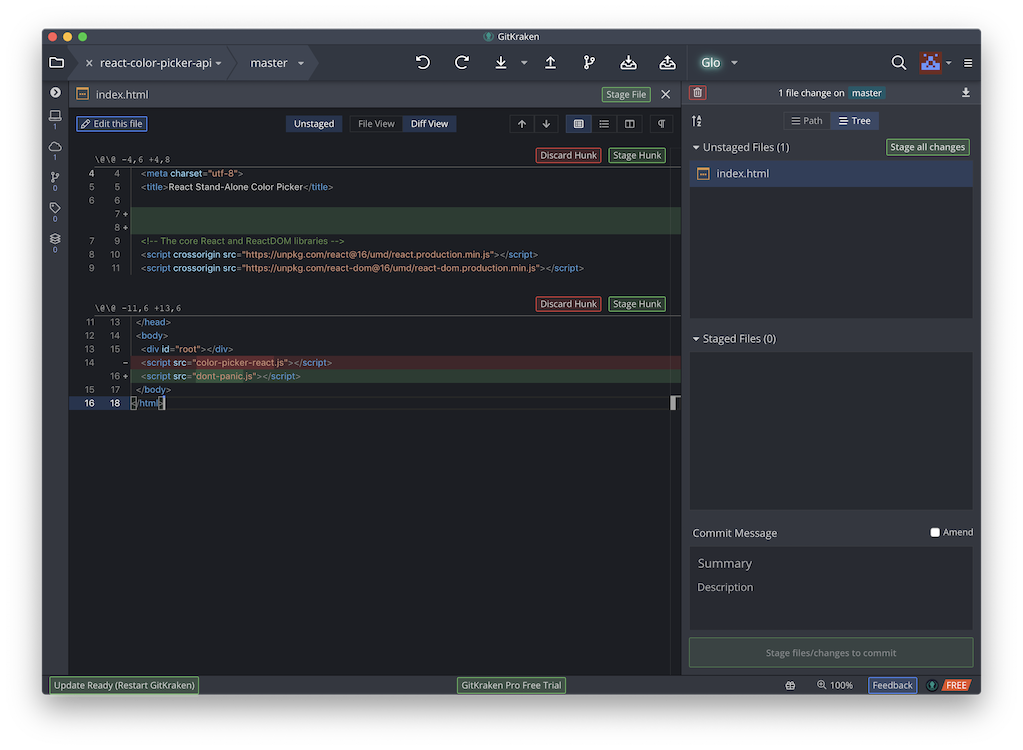 GitKraken
react-color-picker-api
master
Glo
index.html
Stage File
1 file change on master
Edit this file
Unstaged
File View
Diff View
Path
Tree
Unstaged Files (1)
Stage all changes
index.html
\@\@ -4,6 +4,8
Discard Hunk
Stage Hunk
4 4 <meta charset="utf-8">
5 5 <title>React Stand-Alone Color Picker</title>
6 6
7 +
8 +
7 9 <!-- The core React and ReactDOM libraries -->
8 10 <script crossorigin src="https://unpkg.com/react@16/umd/react.production.min.js"></script>
9 11 <script crossorigin src="https://unpkg.com/react-dom@16/umd/react-dom.production.min.js"></script>
\@\@ -11,6 +13,6
Discard Hunk
Stage Hunk
11 13 </head>
12 14 <body>
13 15 <div id="root"></div>
14 – <script src="color-picker-react.js"></script>
16 + <script src="dont-panic.js"></script>
15 17 </body>
16 18 </html>
1
1
0
0
0
Staged Files (0)
Commit Message
Amend
Summary
Description
Stage files/changes to commit
Update Ready (Restart GitKraken)
GitKraken Pro Free Trial
100%
Feedback
FREE